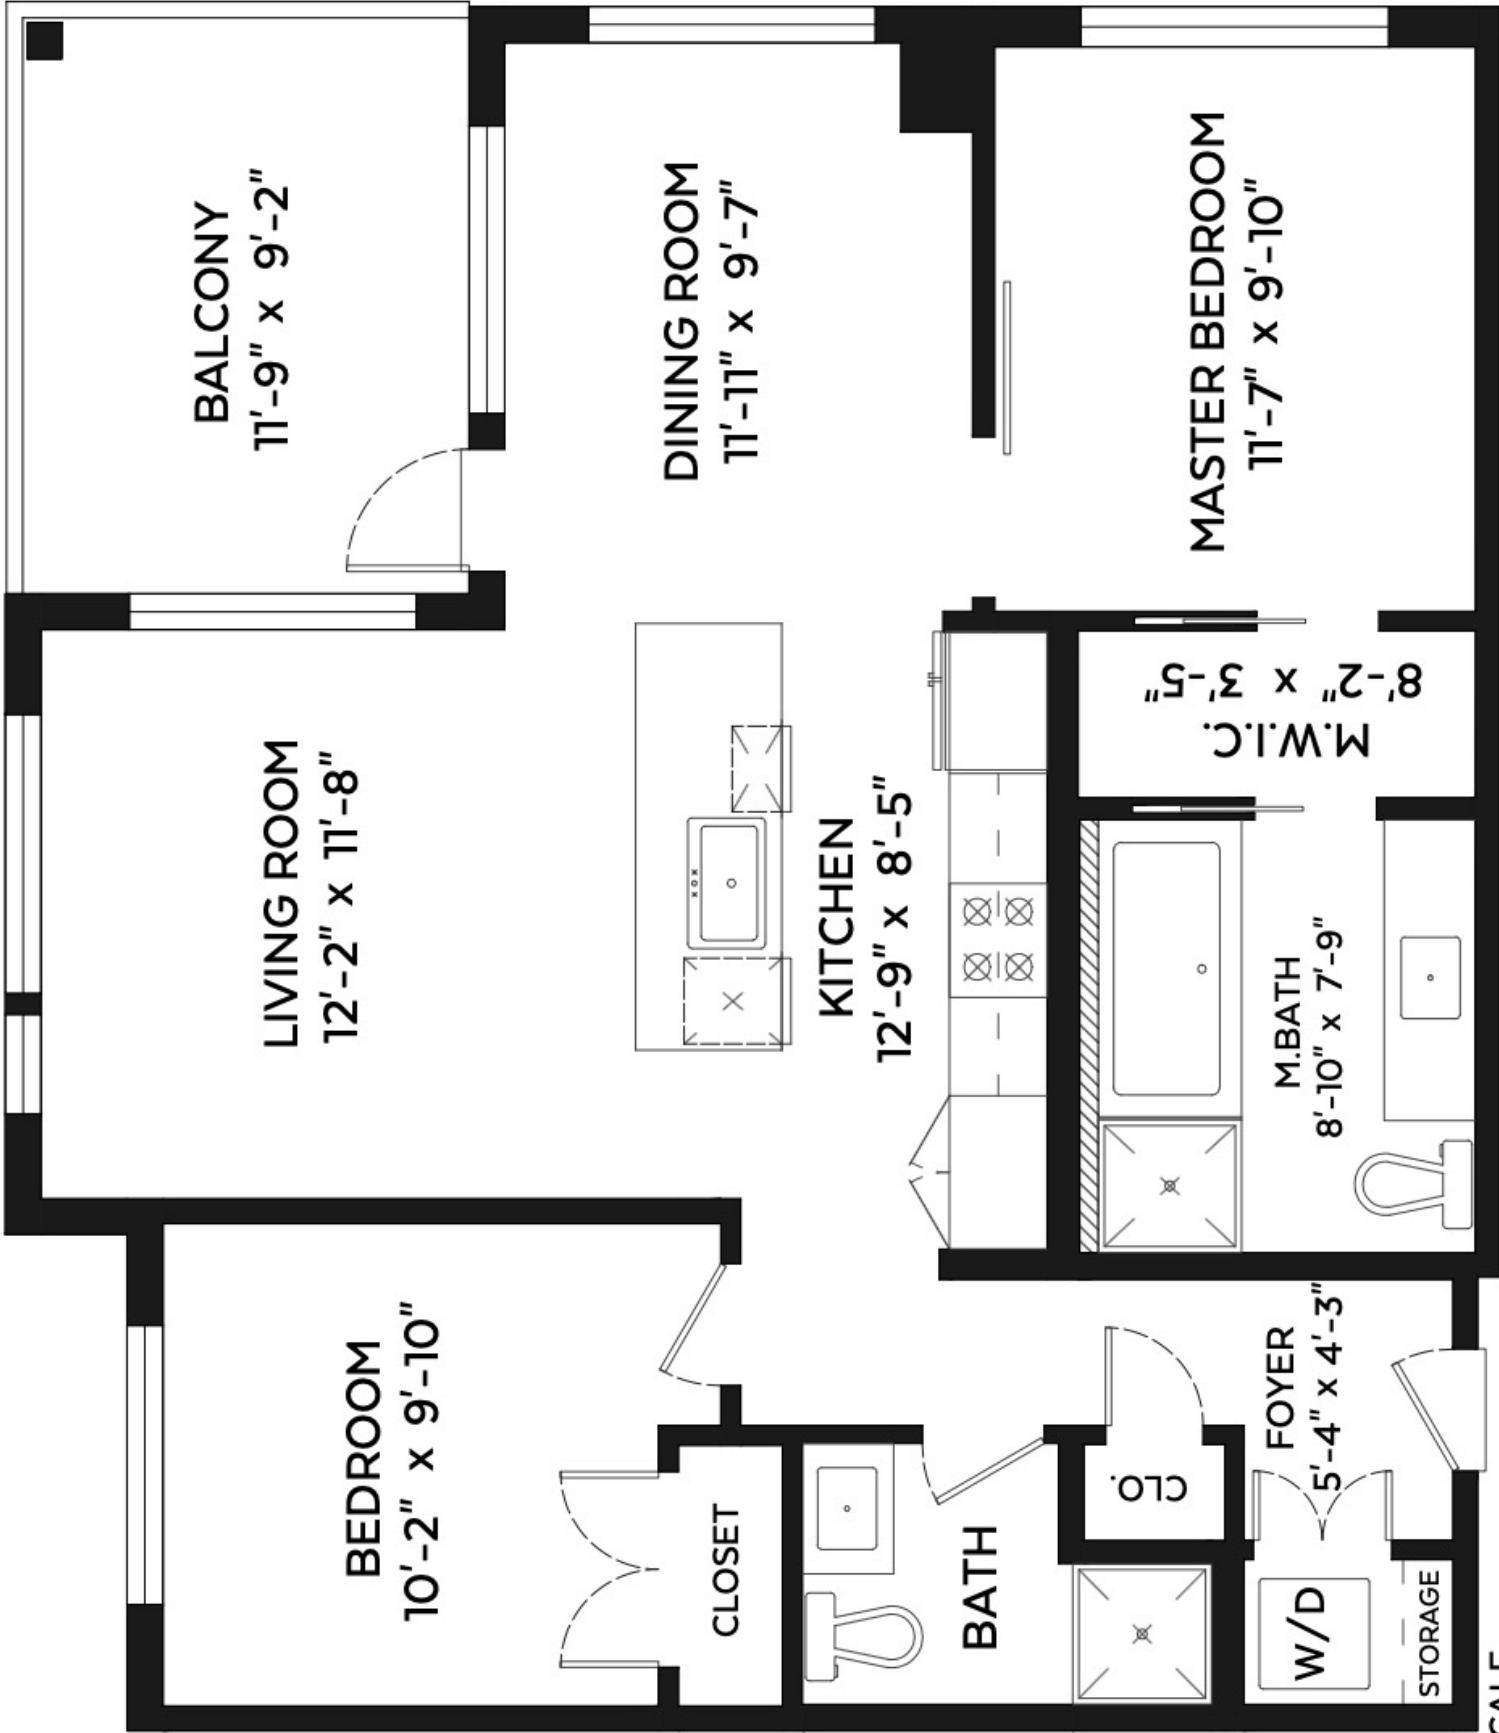 BALCONY
11'-9" x 9'-2"
DINING ROOM
11'-11" x 9'-7"
MASTER BEDROOM
11'-7" x 9'-10"
LIVING ROOM
12'-2" x 11'-8"
KITCHEN
12'-9" x 8'-5"
M.W.I.C.
8'-2" x 3'-5"
M.BATH
8'-10" x 7'-9"
BEDROOM
10'-2" x 9'-10"
CLOSET
BATH
CLO.
FOYER
5'-4" x 4'-3"
W/D
STORAGE